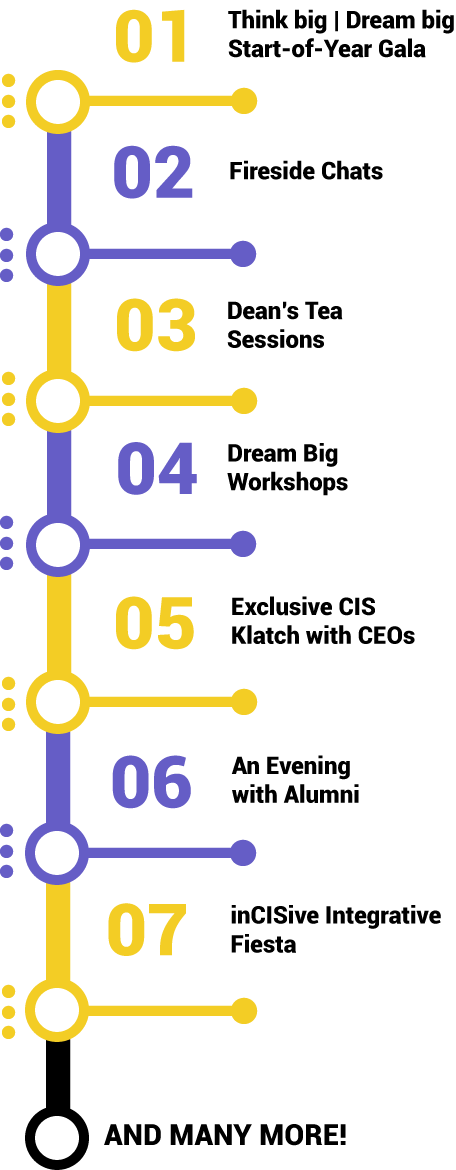 01
Think big | Dream big
Start-of-Year Gala
02
Fireside Chats
03
Dean's Tea
Sessions
04
Dream Big
Workshops
05
Exclusive CIS
Klatch with CEOs
06
An Evening
with Alumni
07
inCISive Integrative
Fiesta
AND MANY MORE!